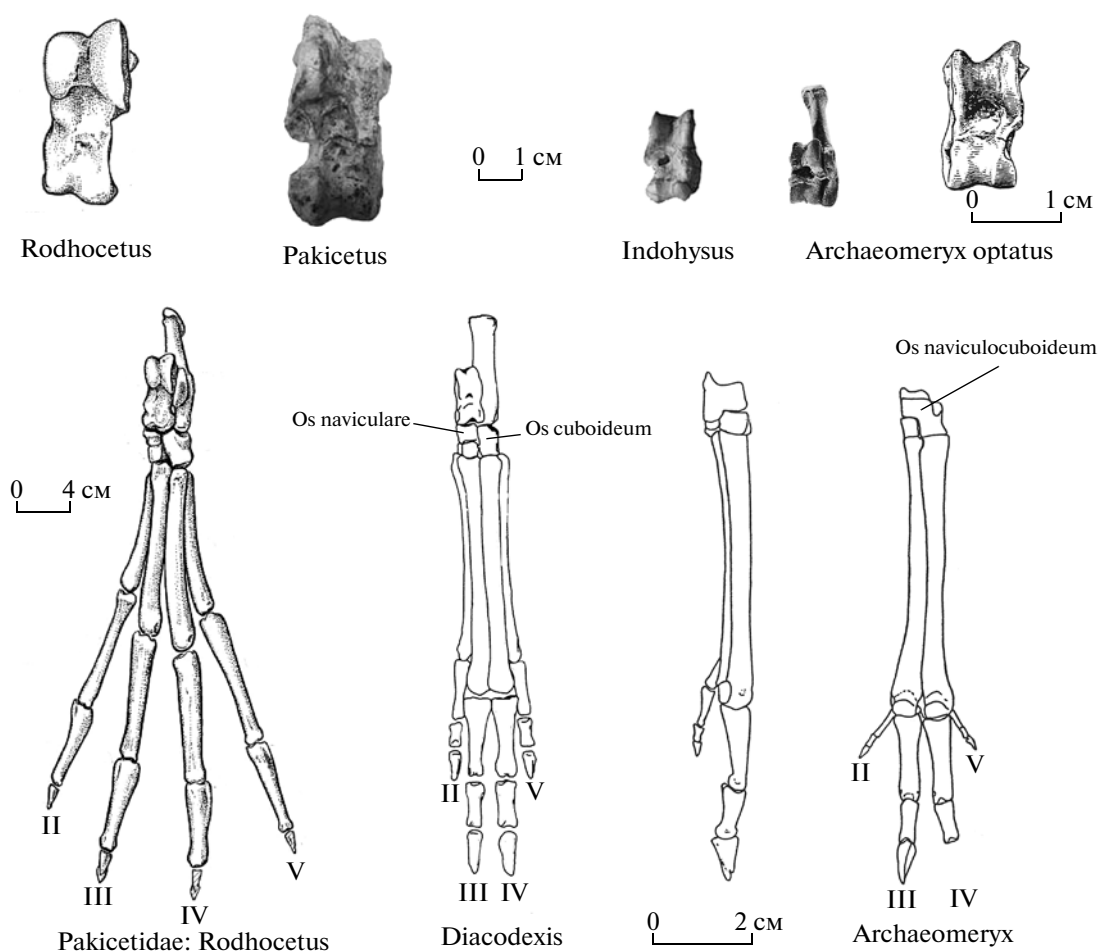 0 1 см
0 1 см
Rodhocetus
Pakicetus
Indohysus
Archaeomeryx optatus
Os naviculocuboideum
Os naviculare
Os cuboideum
0 4 см
II
V
II
V
II
V
III
IV
III
IV
III
IV
Pakicetidae: Rodhocetus
Diacodexis
0 2 см
Archaeomeryx